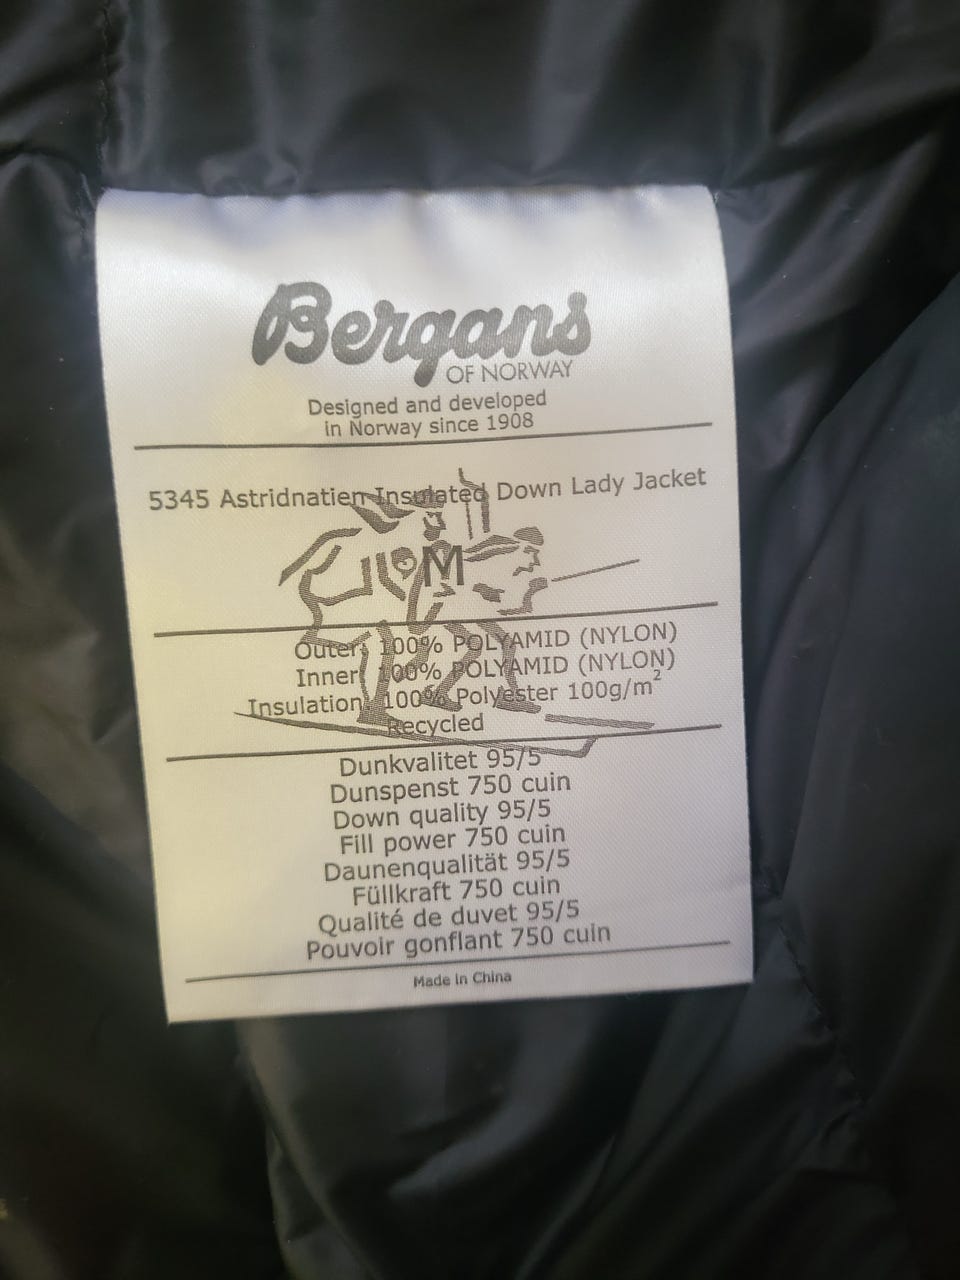 Bergans
OF NORWAY
Designed and developed
in Norway since 1908
5345 Astridnatien Insulated Down Lady Jacket
M
Outer: 100% POLYAMID (NYLON)
Inner: 100% POLYAMID (NYLON)
Insulation: 100% Polyester 100g/m²
Recycled
Dunkvalitet 95/5
Dunspenst 750 cuin
Down quality 95/5
Fill power 750 cuin
Daunenqualität 95/5
Füllkraft 750 cuin
Qualité de duvet 95/5
Pouvoir gonflant 750 cuin
Made in China